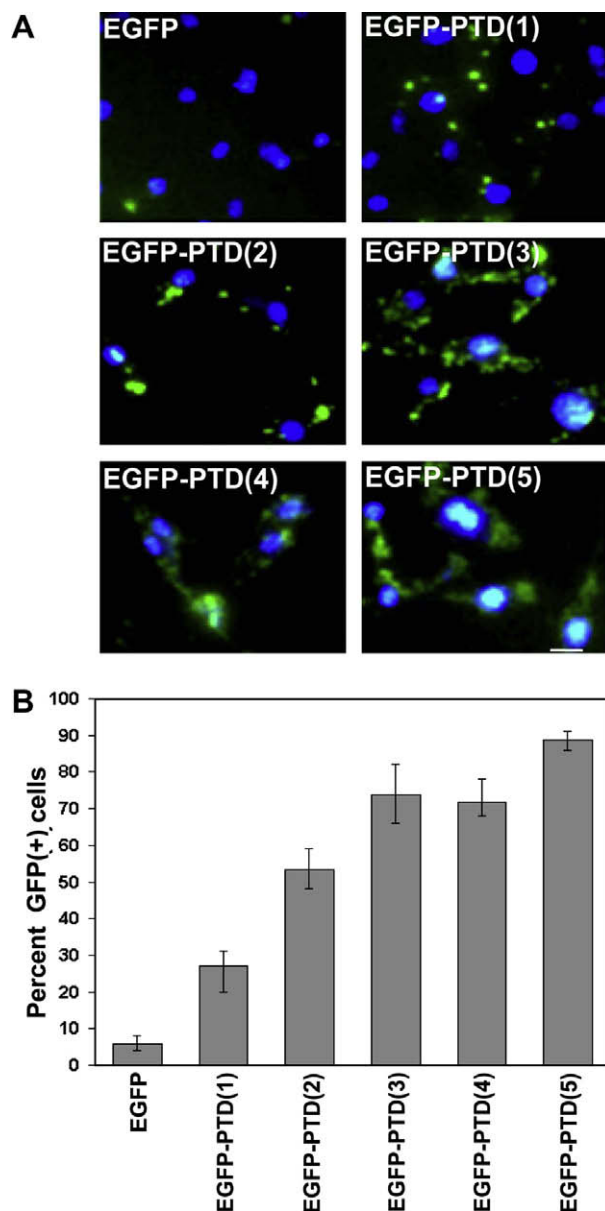 A
EGFP
EGFP-PTD(1)
EGFP-PTD(2)
EGFP-PTD(3)
EGFP-PTD(4)
EGFP-PTD(5)
B
Percent GFP(+) cells
100
90
80
70
60
50
40
30
20
10
0
EGFP
EGFP-PTD(1)
EGFP-PTD(2)
EGFP-PTD(3)
EGFP-PTD(4)
EGFP-PTD(5)